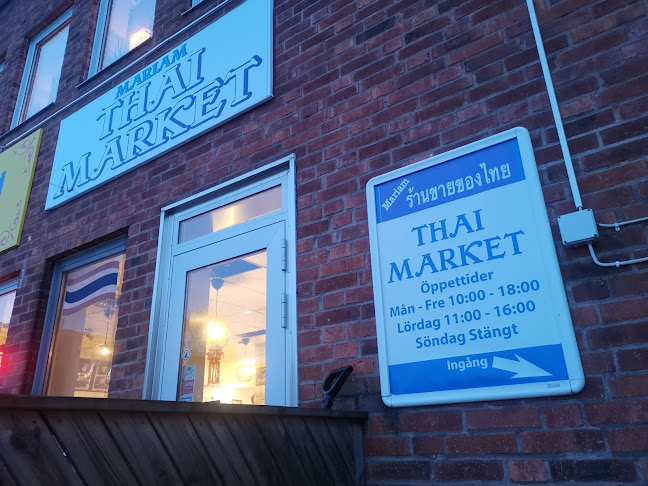 MARIAM
THAI
MARKET
Mariam
ร้านขายของไทย
THAI
MARKET
Öppettider
Mån - Fre 10:00 - 18:00
Lördag 11:00 - 16:00
Söndag Stängt
Ingång